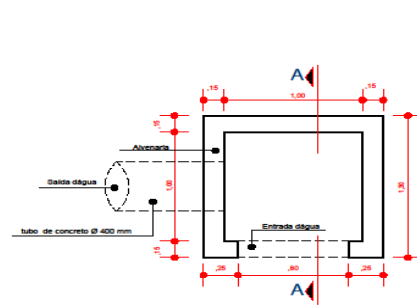 A
,15
,15
1,00
,15
Alvenaria
Saída dágua
1,00
1,30
tubo de concreto Ø 400 mm
Entrada dágua
,15
,25
,80
,25
A